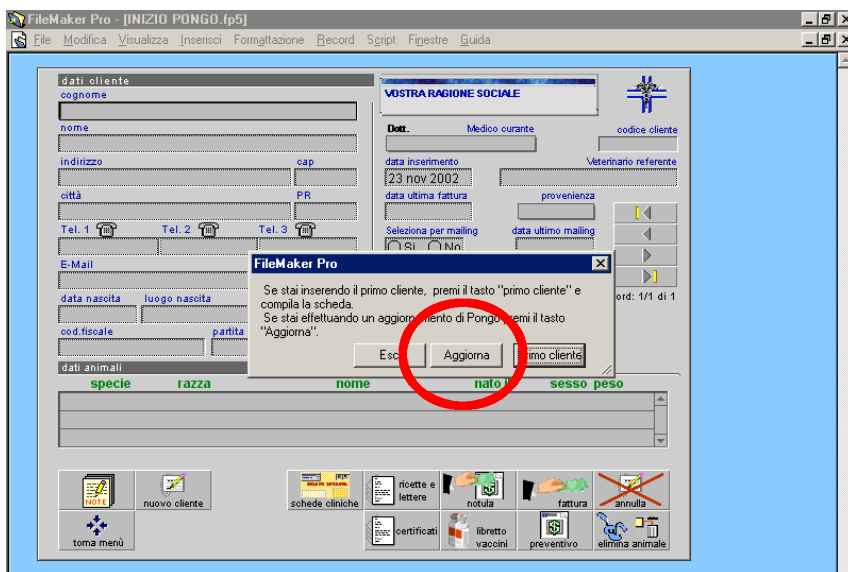 FileMaker Pro - [INIZIO PONGO.fp5]
File Modifica Visualizza Inserisci Formattazione Record Script Finestre Guida
dati cliente
cognome
VOSTRA RAGIONE SOCIALE
nome
Dott. Medico curante codice cliente
indirizzo cap data inserimento Veterinario referente
23 nov 2002
città PR data ultima fattura provenienza
Tel. 1 Tel. 2 Tel. 3 Seleziona per mailing data ultimo mailing
Si No
E-Mail
FileMaker Pro
Se stai inserendo il primo cliente, premi il tasto "primo cliente" e
compila la scheda.
Se stai effettuando un aggiornamento di Pongo premi il tasto
"Aggiorna".
Aggiorna Primo cliente
data nascita luogo nascita
ord: 1/1 di 1
cod.fiscale partita
dati animali
specie razza nome nato sesso peso
NOTE nuovo cliente schede cliniche ricette e
lettere notula fattura annulla
torna menù certificati libretto
vaccini preventivo elimina animale